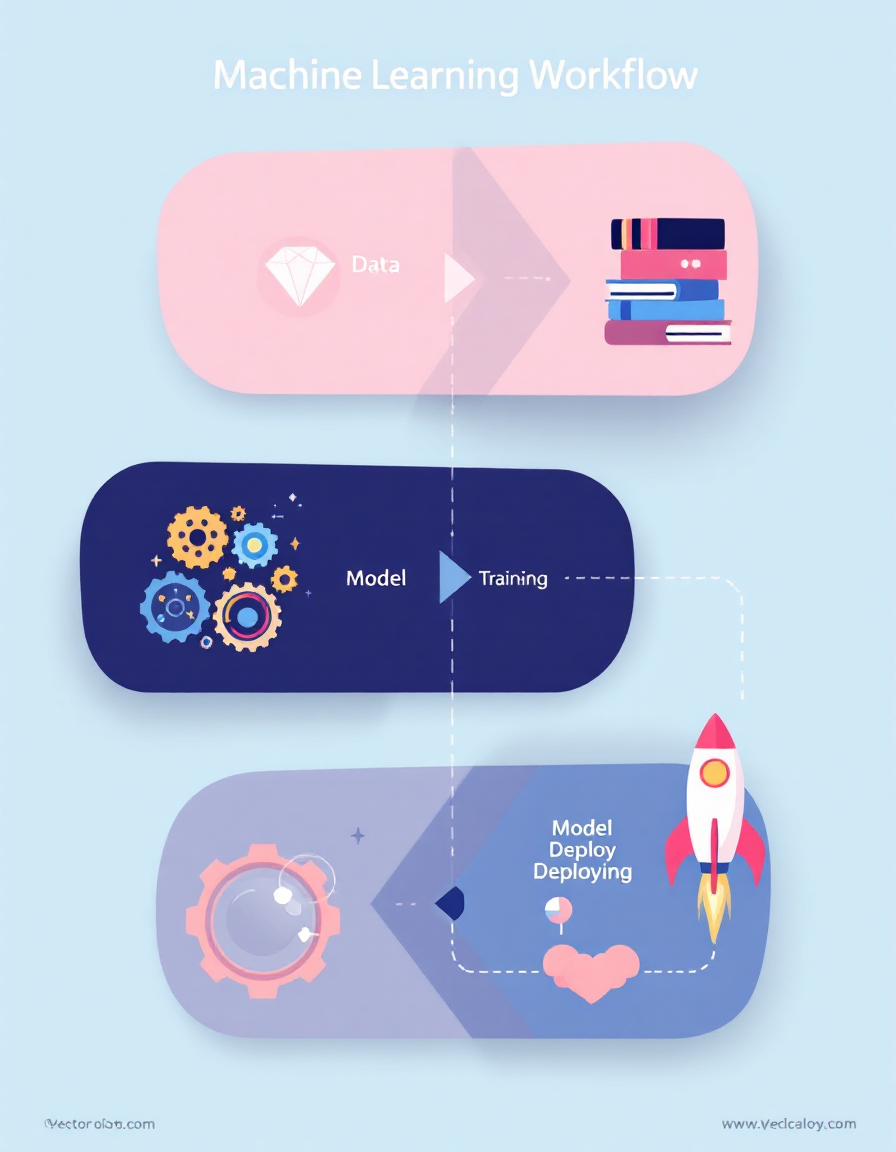 Machine Learning Workflow
Data
Model
Training
Model
Deploy
Deploying
www.Vedcaloy.com